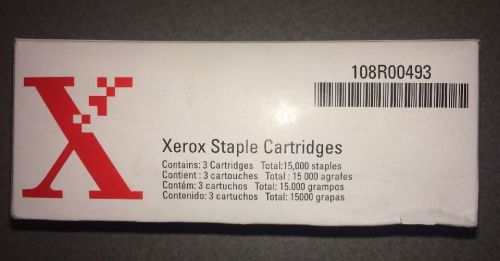 108R00493
X
Xerox Staple Cartridges
Contains: 3 Cartridges Total:15,000 staples
Contient : 3 cartouches Total : 15 000 agrafes
Contém: 3 cartuchos Total: 15.000 grampos
Contenido: 3 cartuchos Total: 15000 grapas